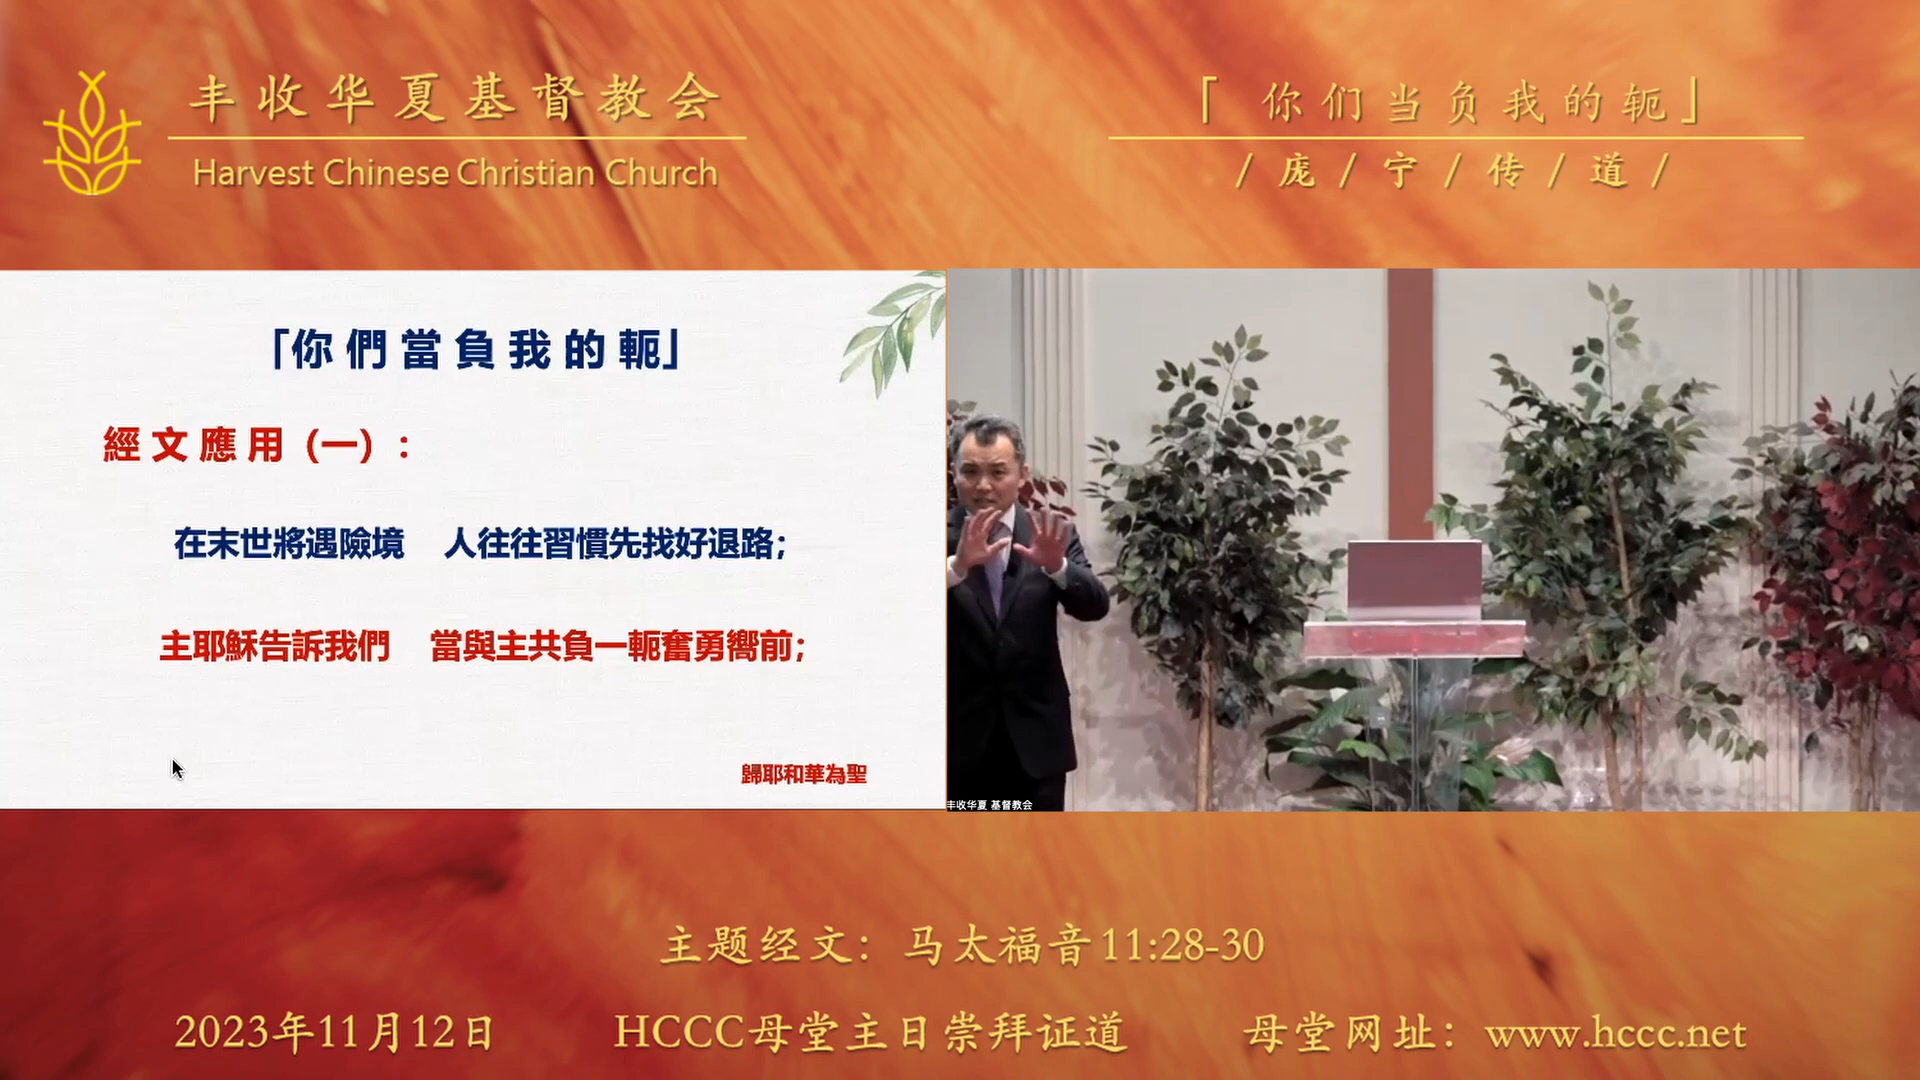 丰收华夏基督教会
Harvest Chinese Christian Church
「 你们当负我的轭」
/ 庞 / 宁 / 传 / 道 /
「你們當負我的軛」
經文應用 (一) ：
在末世將遇險境 人往往習慣先找好退路；
主耶穌告訴我們 當與主共負一軛奮勇嚮前；
歸耶和華為聖
丰收华夏 基督教会
主题经文：马太福音11:28-30
2023年11月12日 HCCC母堂主日崇拜证道 母堂网址：www.hccc.net